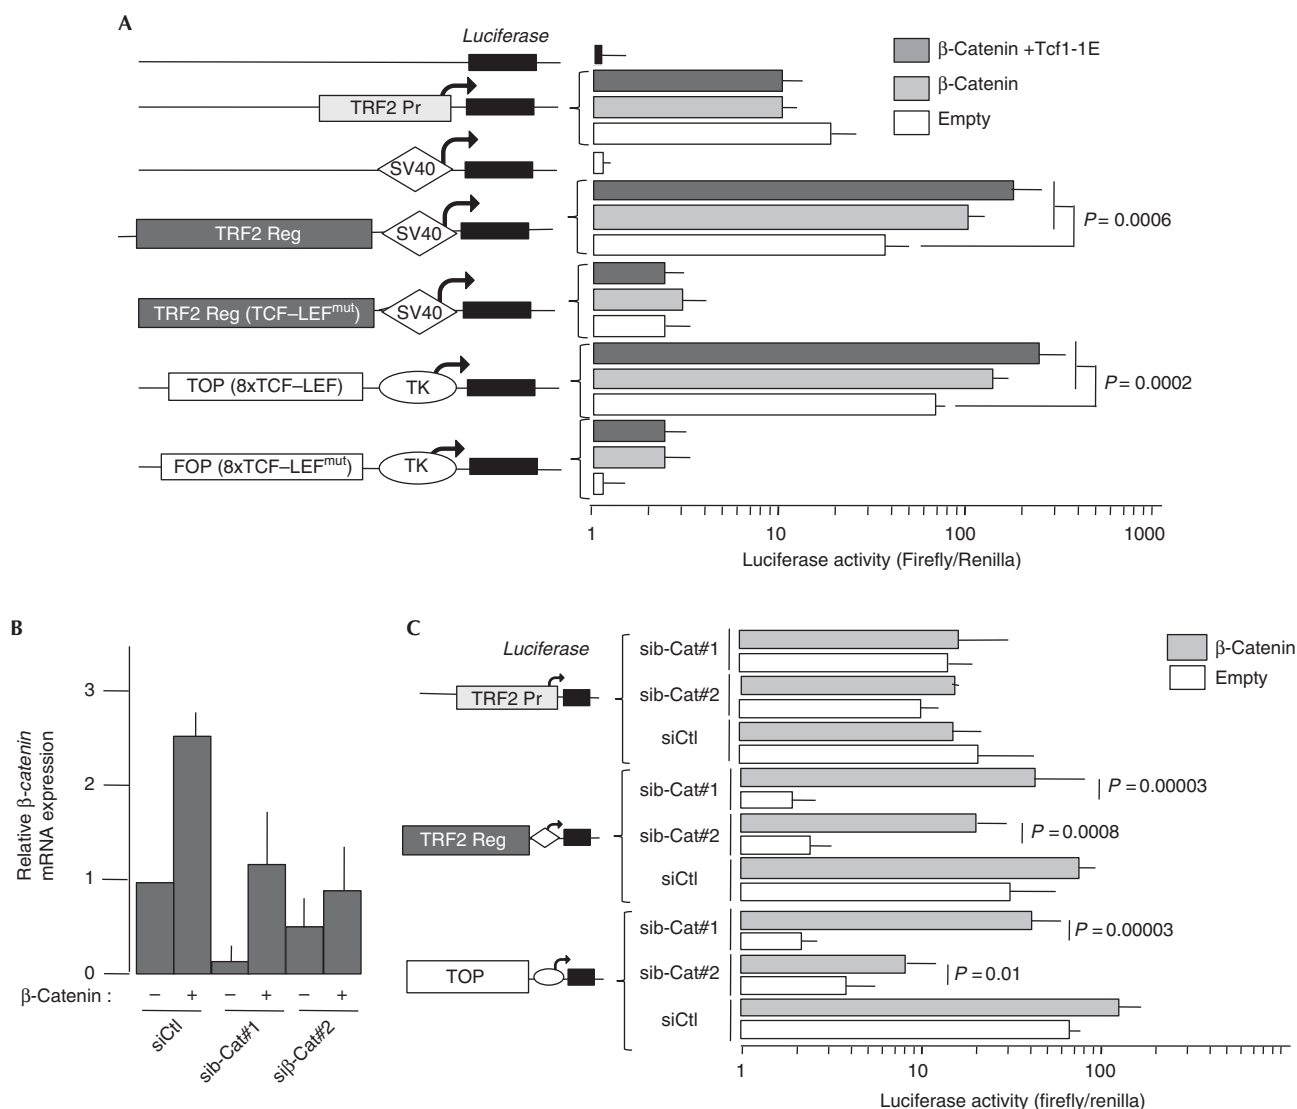 A
Luciferase
β-Catenin +Tcf1-1E
β-Catenin
Empty
TRF2 Pr
SV40
TRF2 Reg
SV40
P = 0.0006
TRF2 Reg (TCF–LEFmut)
SV40
TOP (8xTCF–LEF)
TK
P = 0.0002
FOP (8xTCF–LEFmut)
TK
1 10 100 1000
Luciferase activity (Firefly/Renilla)
B
Relative β-catenin
mRNA expression
3
2
1
0
β-Catenin : – + – + – +
siCtl
sib-Cat#1
siβ-Cat#2
C
Luciferase
β-Catenin
Empty
TRF2 Pr
sib-Cat#1
sib-Cat#2
siCtl
TRF2 Reg
sib-Cat#1
P = 0.00003
sib-Cat#2
P = 0.0008
siCtl
TOP
sib-Cat#1
P = 0.00003
sib-Cat#2
P = 0.01
siCtl
1 10 100
Luciferase activity (firefly/renilla)